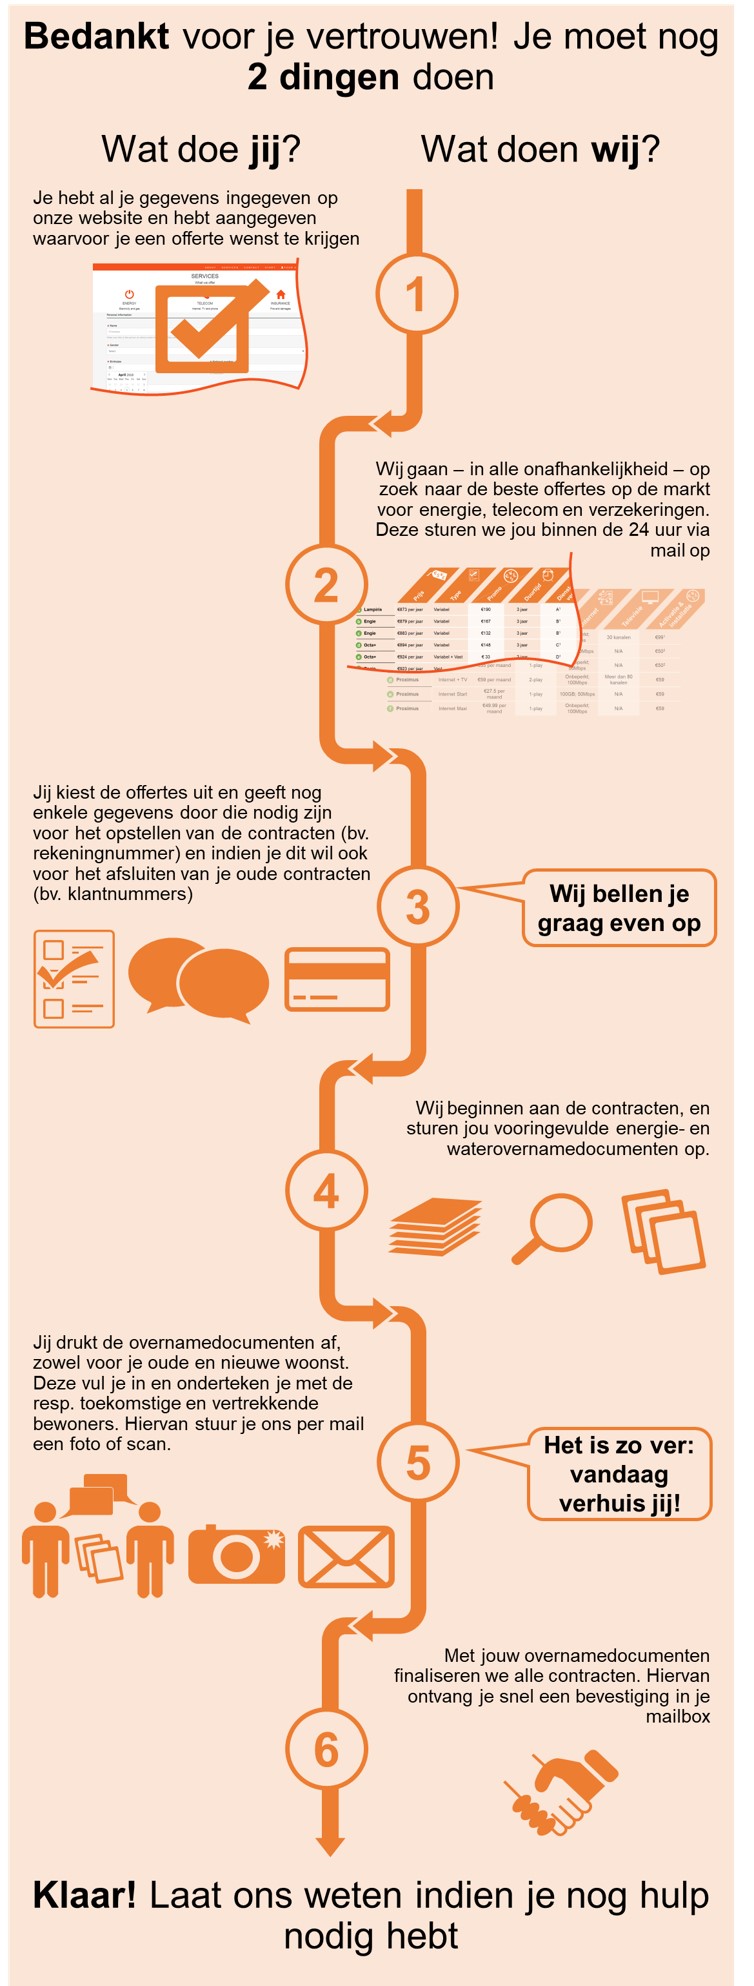 Bedankt voor je vertrouwen! Je moet nog
2 dingen doen
Wat doe jij?
Wat doen wij?
Je hebt al je gegevens ingegeven op
onze website en hebt aangegeven
waarvoor je een offerte wenst te krijgen
SERVICES
ENERGY
TELECOM
INSURANCE
April
1
Wij gaan – in alle onafhankelijkheid – op
zoek naar de beste offertes op de markt
voor energie, telecom en verzekeringen.
Deze sturen we jou binnen de 24 uur via
mail op
2
Prijs Type Promo Duurtijd
Lampiris €873 per jaar Variabel €190 3 jaar A
Engie €879 per jaar Variabel €167 3 jaar B
Engie €883 per jaar Variabel €132 3 jaar B
Octa+ €894 per jaar Variabel €148 3 jaar
Octa+ €924 per jaar Variabel + Vast € 33
30 kanalen
N/A
N/A
Proximus Internet + TV €59 per maand 2-play Onbeperkt, 100Mbps Meer dan 80 kanalen €59
Proximus Internet Start €27.5 per maand 1-play 100GB, 50Mbps N/A €59
Proximus Internet Maxi €49.99 per maand 1-play Onbeperkt, 100Mbps N/A €59
Jij kiest de offertes uit en geeft nog
enkele gegevens door die nodig zijn
voor het opstellen van de contracten (bv.
rekeningnummer) en indien je dit wil ook
voor het afsluiten van je oude contracten
(bv. klantnummers)
3
Wij bellen je
graag even op
Wij beginnen aan de contracten, en
sturen jou vooringevulde energie- en
waterovernamedocumenten op.
4
Jij drukt de overnamedocumenten af,
zowel voor je oude en nieuwe woonst.
Deze vul je in en onderteken je met de
resp. toekomstige en vertrekkende
bewoners. Hiervan stuur je ons per mail
een foto of scan.
5
Het is zo ver:
vandaag
verhuis jij!
Met jouw overnamedocumenten
finaliseren we alle contracten. Hiervan
ontvang je snel een bevestiging in je
mailbox
6
Klaar! Laat ons weten indien je nog hulp
nodig hebt